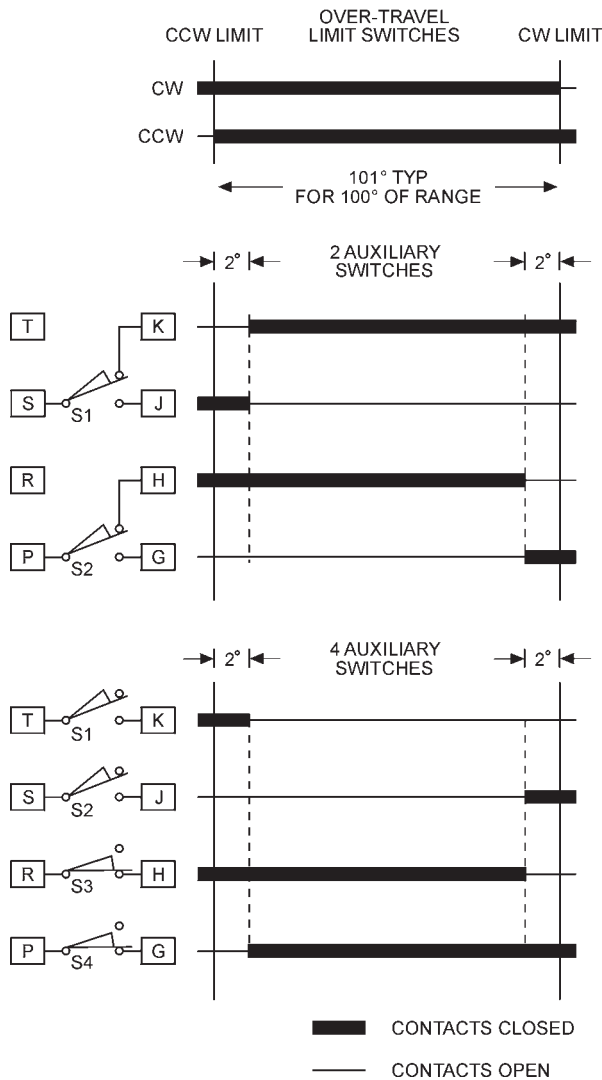 OVER-TRAVEL
CCW LIMIT LIMIT SWITCHES CW LIMIT
CW
CCW
101° TYP
FOR 100° OF RANGE
2° 2 AUXILIARY 2°
SWITCHES
T K
S S1 J
R H
P S2 G
2° 4 AUXILIARY 2°
SWITCHES
T S1 K
S S2 J
R S3 H
P S4 G
CONTACTS CLOSED
CONTACTS OPEN